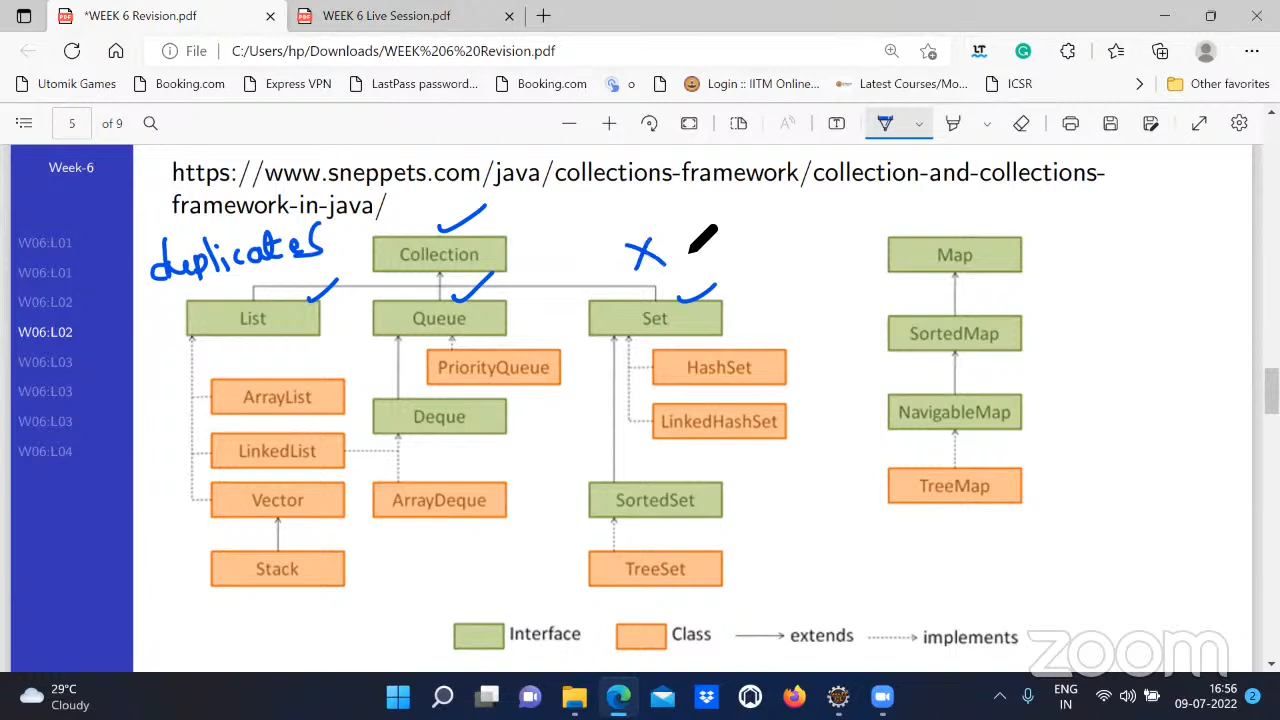 *WEEK 6 Revision.pdf
WEEK 6 Live Session.pdf
File C:/Users/hp/Downloads/WEEK%206%20Revision.pdf
LT
Utomik Games Booking.com Express VPN LastPass password... Booking.com o Login :: IITM Online... Latest Courses/Mo... ICSR Other favorites
5 of 9
Week-6
W06:L01
W06:L01
W06:L02
W06:L02
W06:L03
W06:L03
W06:L03
W06:L04
https://www.sneppets.com/java/collections-framework/collection-and-collections-
framework-in-java/
duplicates
Collection
Map
List Queue Set
SortedMap
PriorityQueue HashSet
ArrayList Deque LinkedHashSet NavigableMap
LinkedList
Vector ArrayDeque SortedSet TreeMap
Stack TreeSet
Interface Class extends implements
zoom
29°C
Cloudy
ENG
IN
16:56
09-07-2022
2